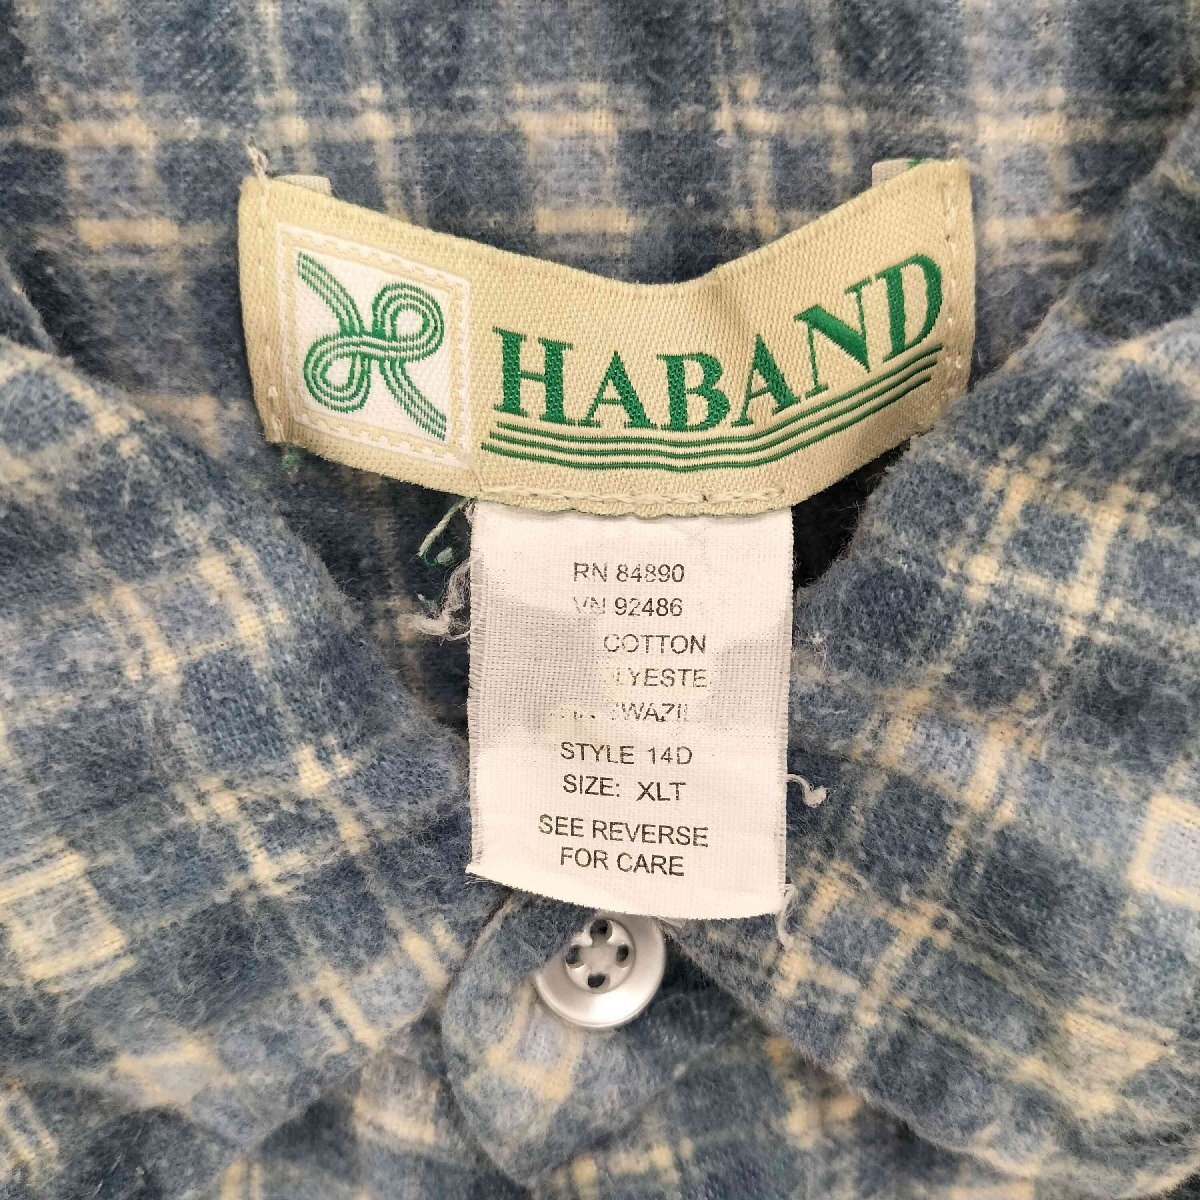 HABAND
RN 84890
VN 92486
COTTON
STYLE 14D
SIZE: XLT
SEE REVERSE
FOR CARE